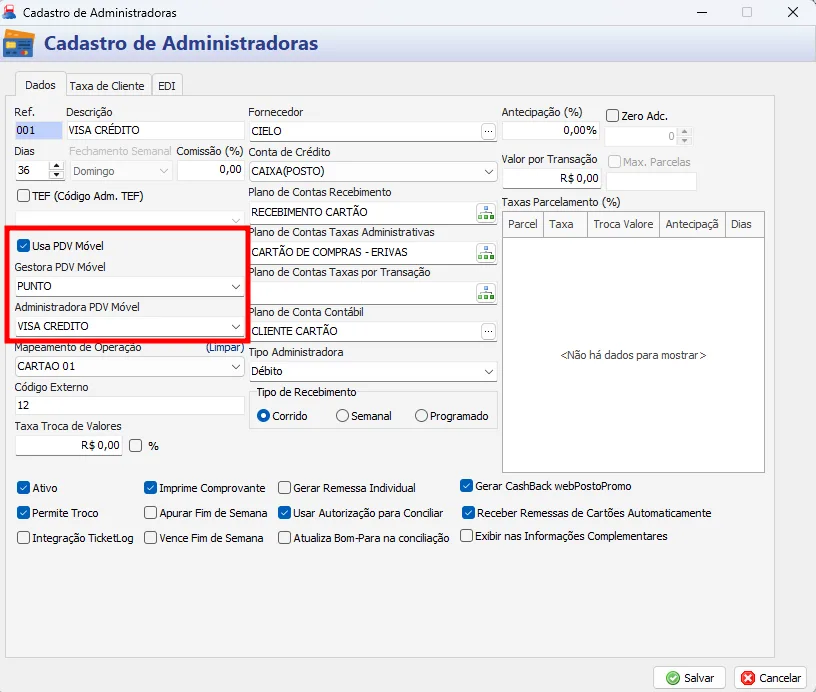 Cadastro de Administradoras
Cadastro de Administradoras
Dados
Taxa de Cliente
EDI
Ref.
Descrição
001
VISA CRÉDITO
Dias
Fechamento Semanal
Comissão (%)
36
Domingo
0,00
TEF (Código Adm. TEF)
Usa PDV Móvel
Gestora PDV Móvel
PUNTO
Administradora PDV Móvel
VISA CREDITO
Mapeamento de Operação
(Limpar)
CARTAO 01
Código Externo
12
Taxa Troca de Valores
R$ 0,00
%
Fornecedor
CIELO
...
Conta de Crédito
CAIXA(POSTO)
Plano de Contas Recebimento
RECEBIMENTO CARTÃO
Plano de Contas Taxas Administrativas
CARTÃO DE COMPRAS - ERIVAS
Plano de Contas Taxas por Transação
Plano de Conta Contábil
CLIENTE CARTÃO
...
Tipo Administradora
Débito
Tipo de Recebimento
Corrido
Semanal
Programado
Antecipação (%)
Zero Adc.
0,00%
0
Valor por Transação
Max. Parcelas
R$ 0,00
Taxas Parcelamento (%)
Parcel
Taxa
Troca Valore
Antecipaçã
Dias
<Não há dados para mostrar>
Ativo
Imprime Comprovante
Gerar Remessa Individual
Gerar CashBack webPostoPromo
Permite Troco
Apurar Fim de Semana
Usar Autorização para Conciliar
Receber Remessas de Cartões Automaticamente
Integração TicketLog
Vence Fim de Semana
Atualiza Bom-Para na conciliação
Exibir nas Informações Complementares
Salvar
Cancelar